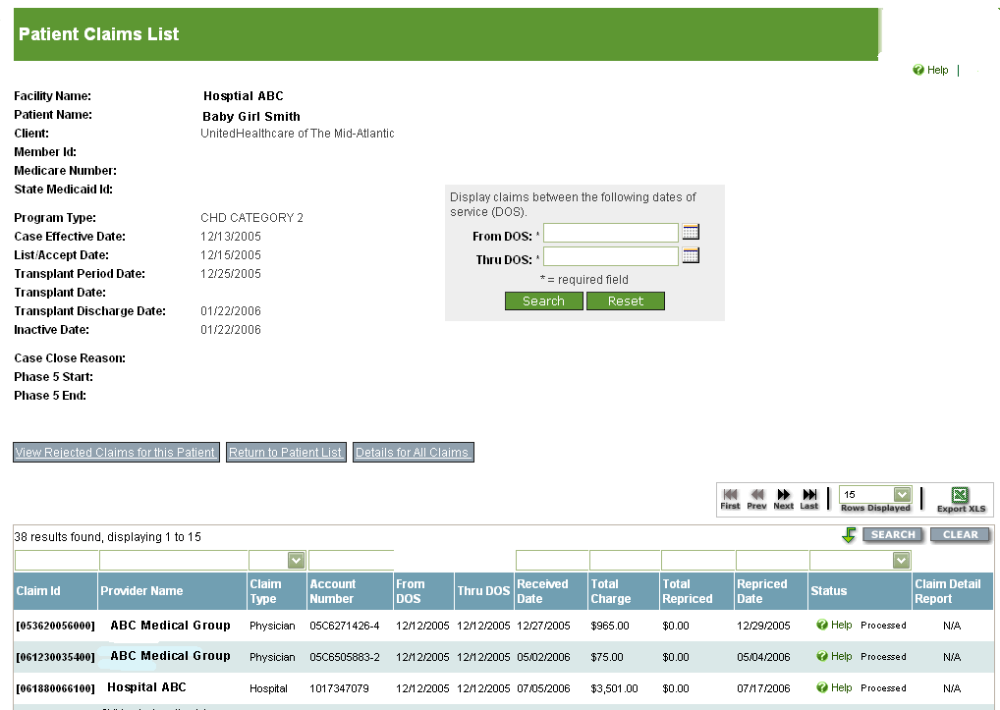 Patient Claims List
Help |
Facility Name: Hosptial ABC
Patient Name: Baby Girl Smith
Client: UnitedHealthcare of The Mid-Atlantic
Member Id:
Medicare Number:
State Medicaid Id:
Program Type: CHD CATEGORY 2
Case Effective Date: 12/13/2005
List/Accept Date: 12/15/2005
Transplant Period Date: 12/25/2005
Transplant Date:
Transplant Discharge Date: 01/22/2006
Inactive Date: 01/22/2006
Case Close Reason:
Phase 5 Start:
Phase 5 End:
Display claims between the following dates of
service (DOS).
From DOS: *
Thru DOS: *
* = required field
Search Reset
View Rejected Claims for this Patient Return to Patient List Details for All Claims
First Prev Next Last 15 Rows Displayed Export XLS
38 results found, displaying 1 to 15 SEARCH CLEAR
Claim Id Provider Name Claim Type Account Number From DOS Thru DOS Received Date Total Charge Total Repriced Repriced Date Status Claim Detail Report
[053620056000] ABC Medical Group Physician 05C6271426-4 12/12/2005 12/12/2005 12/27/2005 $965.00 $0.00 12/29/2005 Help Processed N/A
[061230035400] ABC Medical Group Physician 05C6505883-2 12/12/2005 12/12/2005 05/02/2006 $75.00 $0.00 05/04/2006 Help Processed N/A
[061880066100] Hospital ABC Hospital 1017347079 12/12/2005 12/12/2005 07/05/2006 $3,501.00 $0.00 07/17/2006 Help Processed N/A